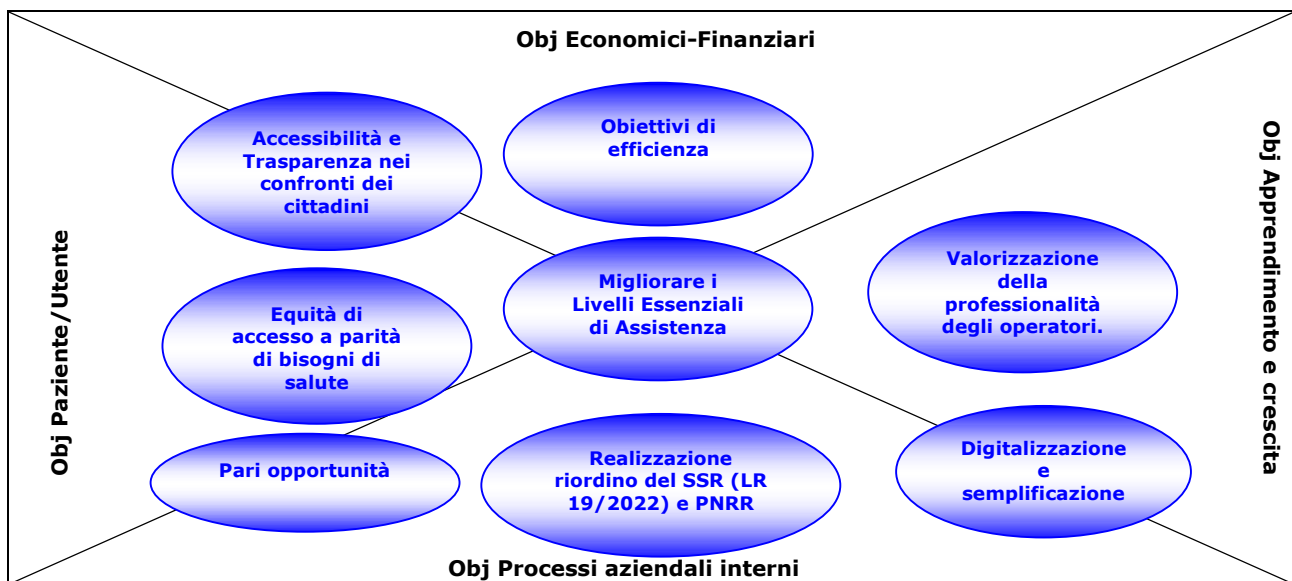 Obj Economici-Finanziari
Accessibilità e
Trasparenza nei
confronti dei
cittadini
Obiettivi di
efficienza
Obj Paziente/Utente
Equità di
accesso a parità
di bisogni di
salute
Migliorare i
Livelli Essenziali
di Assistenza
Valorizzazione
della
professionalità
degli operatori.
Obj Apprendimento e crescita
Pari opportunità
Realizzazione
riordino del SSR (LR
19/2022) e PNRR
Digitalizzazione
e
semplificazione
Obj Processi aziendali interni